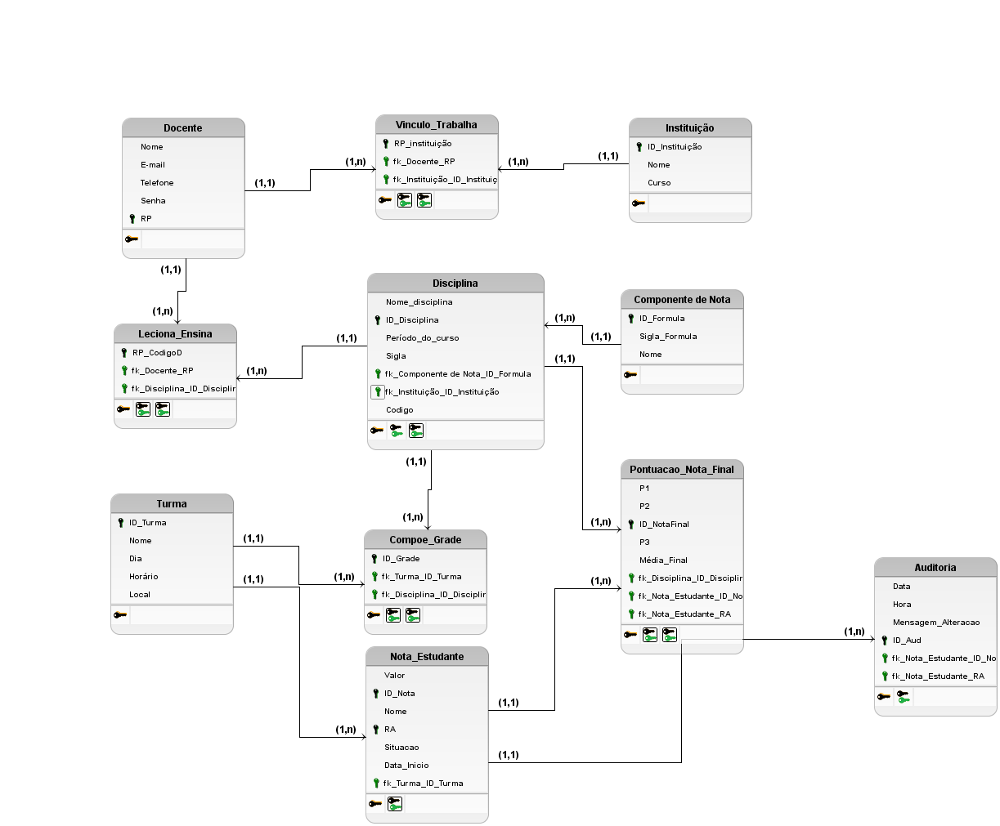 Docente
Nome
E-mail
Telefone
Senha
RP
(1,1)
(1,n)
Vinculo_Trabalha
RP_instituição
fk_Docente_RP
fk_Instituição_ID_Instituiç
(1,n)
(1,1)
Instituição
ID_Instituição
Nome
Curso
(1,1)
(1,n)
Leciona_Ensina
RP_CodigoD
fk_Docente_RP
fk_Disciplina_ID_Disciplir
(1,n)
(1,1)
Disciplina
Nome_disciplina
ID_Disciplina
Período_do_curso
Sigla
fk_Componente de Nota_ID_Formula
fk_Instituição_ID_Instituição
Codigo
(1,n)
(1,1)
(1,1)
Componente de Nota
ID_Formula
Sigla_Formula
Nome
(1,1)
(1,n)
Turma
ID_Turma
Nome
Dia
Horário
Local
(1,1)
(1,1)
(1,n)
Compoe_Grade
ID_Grade
fk_Turma_ID_Turma
fk_Disciplina_ID_Disciplir
(1,n)
(1,n)
Pontuacao_Nota_Final
P1
P2
ID_NotaFinal
P3
Média_Final
fk_Disciplina_ID_Disciplir
fk_Nota_Estudante_ID_No
fk_Nota_Estudante_RA
(1,n)
Nota_Estudante
Valor
ID_Nota
Nome
RA
Situacao
Data_Inicio
fk_Turma_ID_Turma
(1,1)
(1,1)
(1,n)
Auditoria
Data
Hora
Mensagem_Alteracao
ID_Aud
fk_Nota_Estudante_ID_No
fk_Nota_Estudante_RA